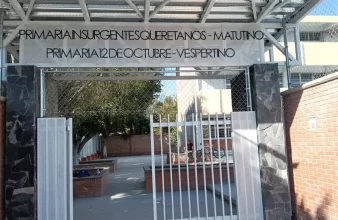 PRIMARIA INSURGENTES QUERETANOS - MATUTINO
PRIMARIA 12 DE OCTUBRE - VESPERTINO